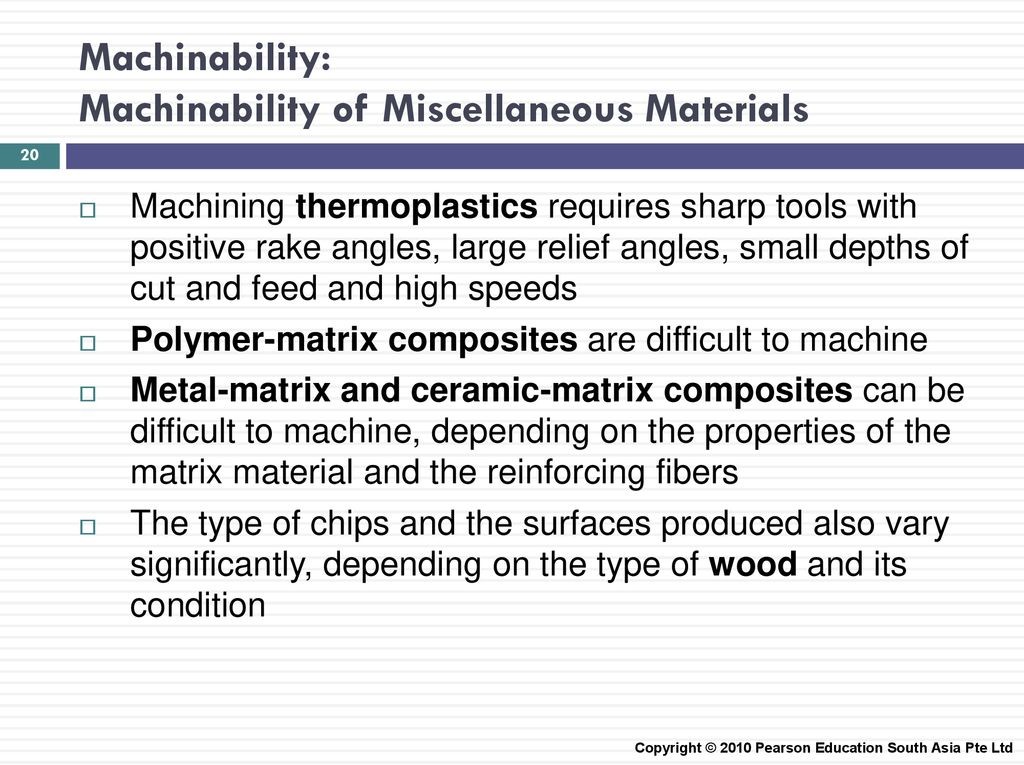 Machinability:
Machinability of Miscellaneous Materials
20
Machining thermoplastics requires sharp tools with
positive rake angles, large relief angles, small depths of
cut and feed and high speeds
Polymer-matrix composites are difficult to machine
Metal-matrix and ceramic-matrix composites can be
difficult to machine, depending on the properties of the
matrix material and the reinforcing fibers
The type of chips and the surfaces produced also vary
significantly, depending on the type of wood and its
condition
Copyright © 2010 Pearson Education South Asia Pte Ltd